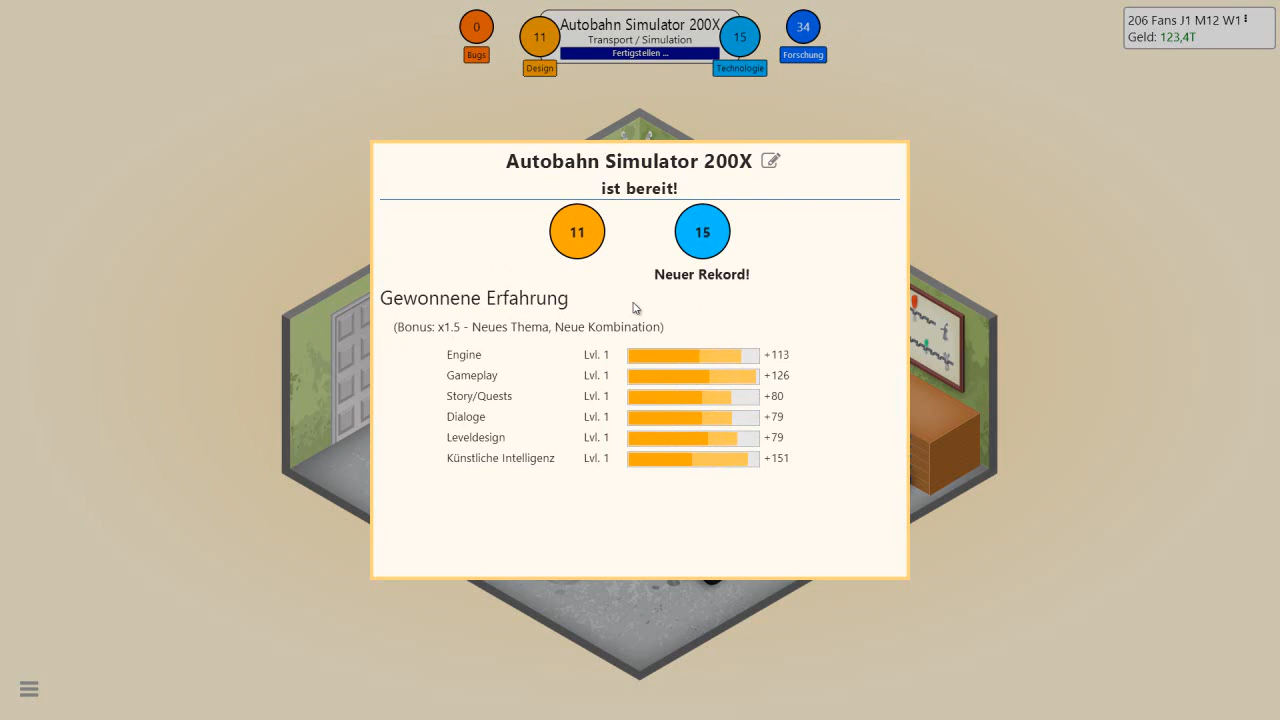 0
Bugs
11
Design
Autobahn Simulator 200X
Transport / Simulation
Fertigstellen ...
15
Technologie
34
Forschung
206 Fans J1 M12 W1
Geld: 123,4T
Autobahn Simulator 200X
ist bereit!
11
15
Neuer Rekord!
Gewonnene Erfahrung
(Bonus: x1.5 - Neues Thema, Neue Kombination)
Engine Lvl. 1 +113
Gameplay Lvl. 1 +126
Story/Quests Lvl. 1 +80
Dialoge Lvl. 1 +79
Leveldesign Lvl. 1 +79
Künstliche Intelligenz Lvl. 1 +151